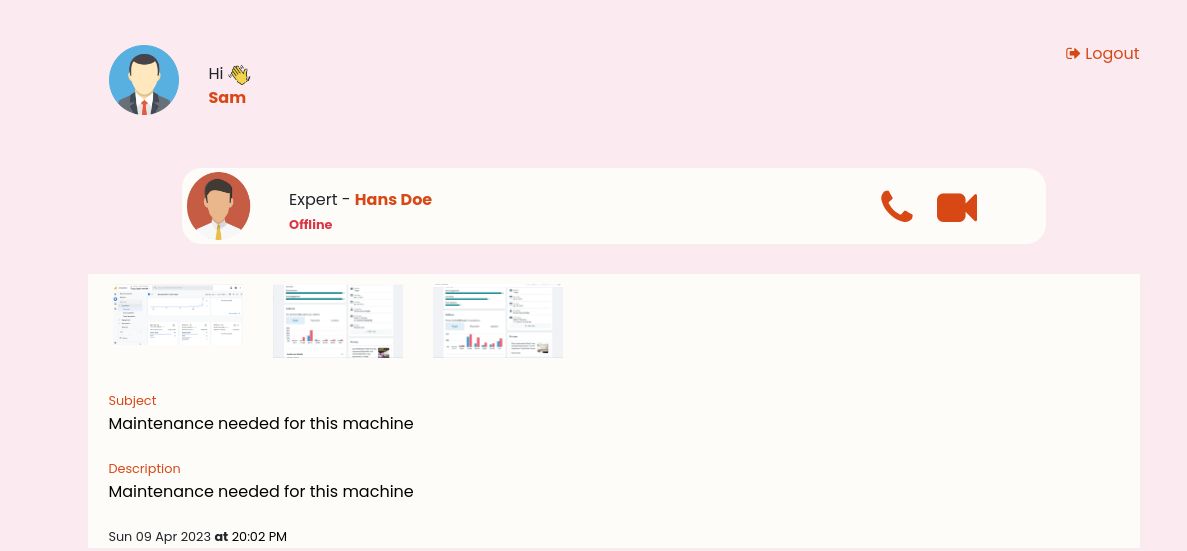 Hi 👋
Sam
Logout
Expert - Hans Doe
Offline
Subject
Maintenance needed for this machine
Description
Maintenance needed for this machine
Sun 09 Apr 2023 at 20:02 PM